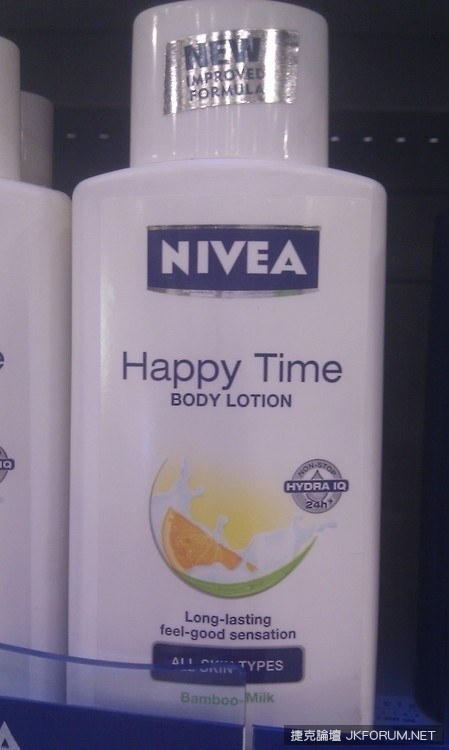 NEW
IMPROVED
FORMULA
NIVEA
Happy Time
BODY LOTION
NON-STOP
HYDRA IQ
24h+
Long-lasting
feel-good sensation
ALL SKIN TYPES
Bamboo-Milk
e
IQ
A
捷克論壇 JKFORUM.NET